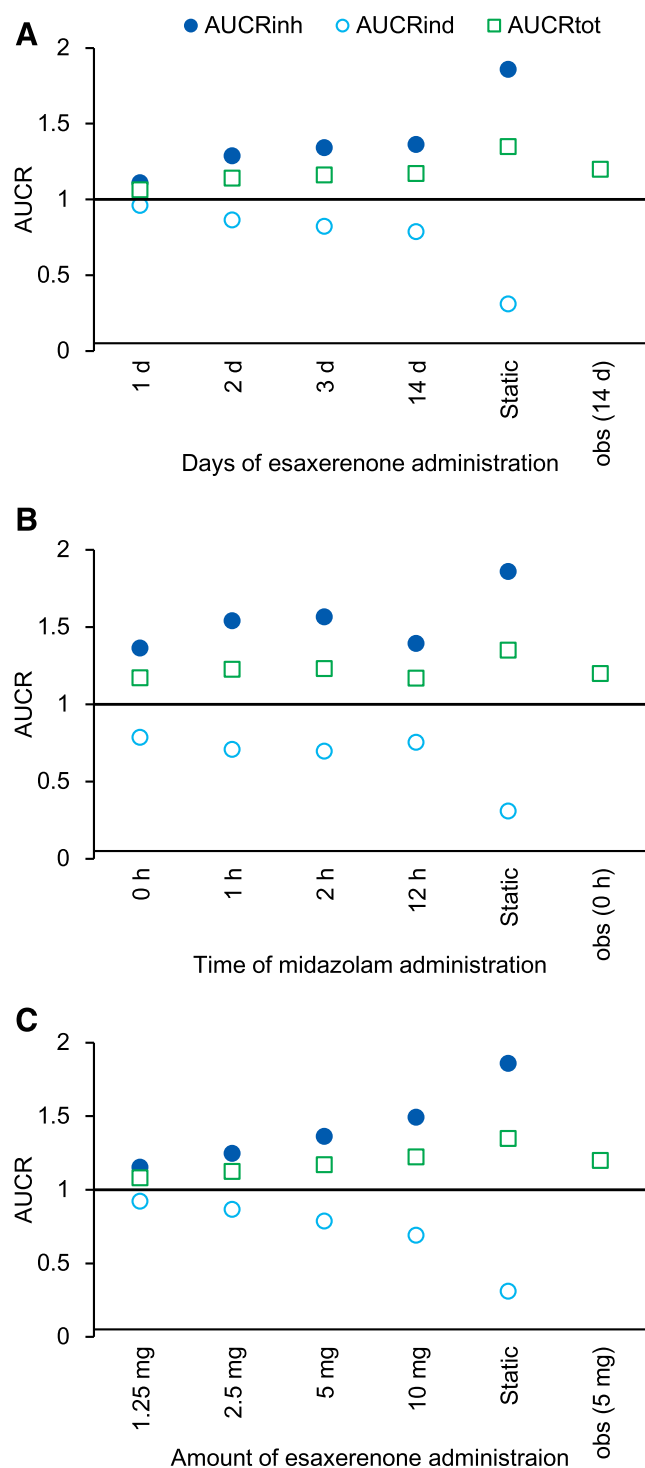 A
AUCRinh AUCRind AUCRtot
2
1.5
1
0.5
0
AUCR
1 d 2 d 3 d 14 d Static obs (14 d)
Days of esaxerenone administration
B
2
1.5
1
0.5
0
AUCR
0 h 1 h 2 h 12 h Static obs (0 h)
Time of midazolam administration
C
2
1.5
1
0.5
0
AUCR
1.25 mg 2.5 mg 5 mg 10 mg Static obs (5 mg)
Amount of esaxerenone administraion